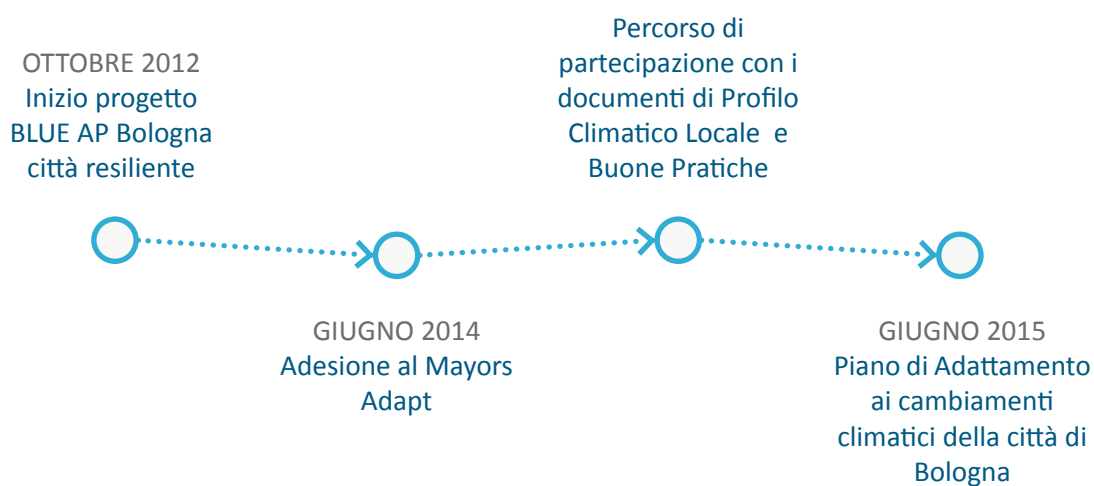 OTTOBRE 2012
Inizio progetto
BLUE AP Bologna
città resiliente
GIUGNO 2014
Adesione al Mayors
Adapt
Percorso di
partecipazione con i
documenti di Profilo
Climatico Locale e
Buone Pratiche
GIUGNO 2015
Piano di Adattamento
ai cambiamenti
climatici della città di
Bologna